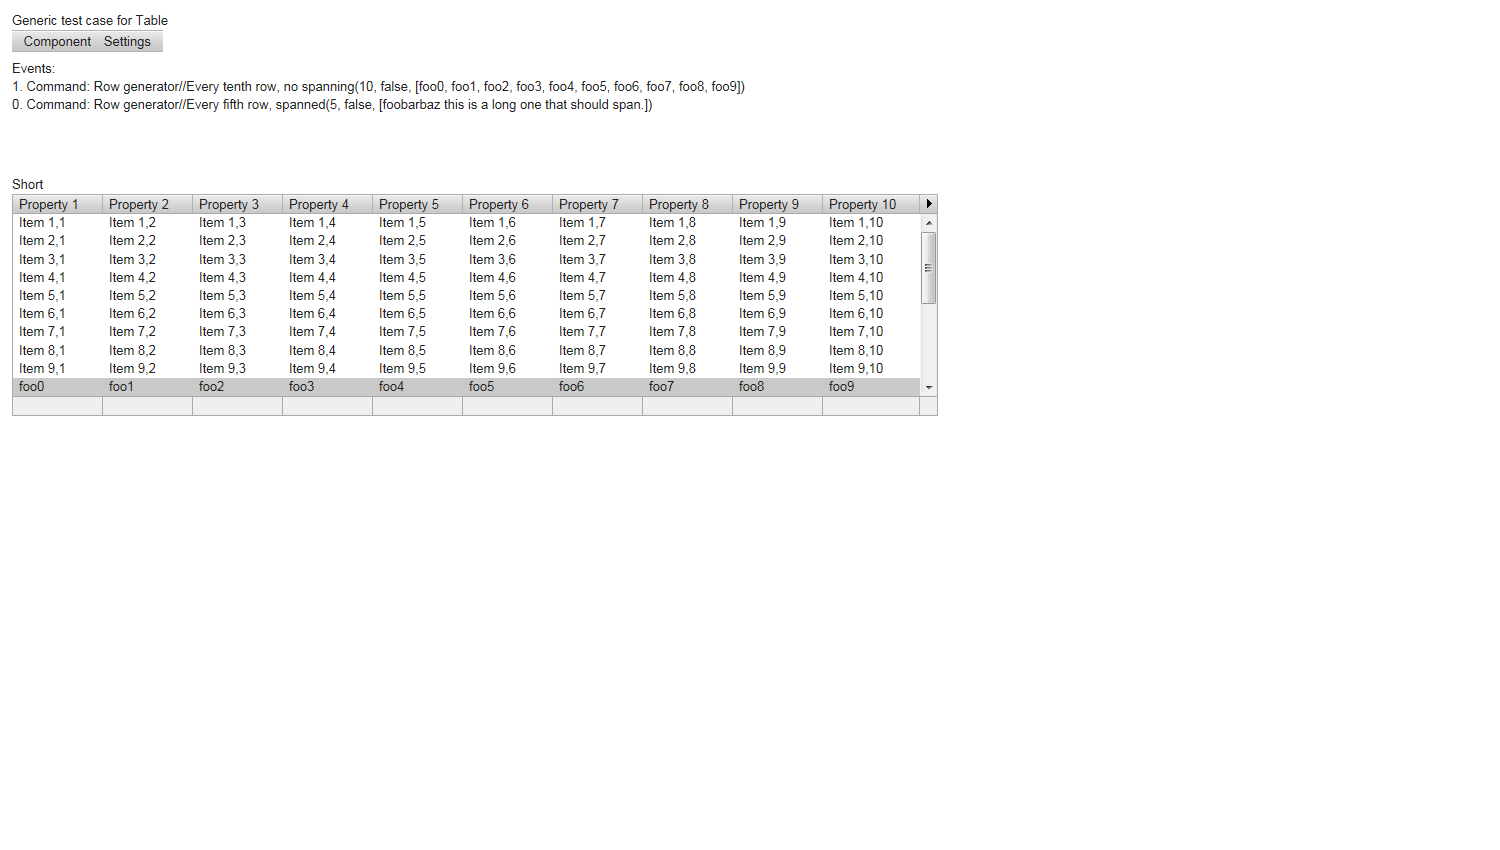 Generic test case for Table
Component Settings
Events:
1. Command: Row generator//Every tenth row, no spanning(10, false, [foo0, foo1, foo2, foo3, foo4, foo5, foo6, foo7, foo8, foo9])
0. Command: Row generator//Every fifth row, spanned(5, false, [foobarbaz this is a long one that should span.])
Short
Property 1 Property 2 Property 3 Property 4 Property 5 Property 6 Property 7 Property 8 Property 9 Property 10
Item 1,1 Item 1,2 Item 1,3 Item 1,4 Item 1,5 Item 1,6 Item 1,7 Item 1,8 Item 1,9 Item 1,10
Item 2,1 Item 2,2 Item 2,3 Item 2,4 Item 2,5 Item 2,6 Item 2,7 Item 2,8 Item 2,9 Item 2,10
Item 3,1 Item 3,2 Item 3,3 Item 3,4 Item 3,5 Item 3,6 Item 3,7 Item 3,8 Item 3,9 Item 3,10
Item 4,1 Item 4,2 Item 4,3 Item 4,4 Item 4,5 Item 4,6 Item 4,7 Item 4,8 Item 4,9 Item 4,10
Item 5,1 Item 5,2 Item 5,3 Item 5,4 Item 5,5 Item 5,6 Item 5,7 Item 5,8 Item 5,9 Item 5,10
Item 6,1 Item 6,2 Item 6,3 Item 6,4 Item 6,5 Item 6,6 Item 6,7 Item 6,8 Item 6,9 Item 6,10
Item 7,1 Item 7,2 Item 7,3 Item 7,4 Item 7,5 Item 7,6 Item 7,7 Item 7,8 Item 7,9 Item 7,10
Item 8,1 Item 8,2 Item 8,3 Item 8,4 Item 8,5 Item 8,6 Item 8,7 Item 8,8 Item 8,9 Item 8,10
Item 9,1 Item 9,2 Item 9,3 Item 9,4 Item 9,5 Item 9,6 Item 9,7 Item 9,8 Item 9,9 Item 9,10
foo0 foo1 foo2 foo3 foo4 foo5 foo6 foo7 foo8 foo9